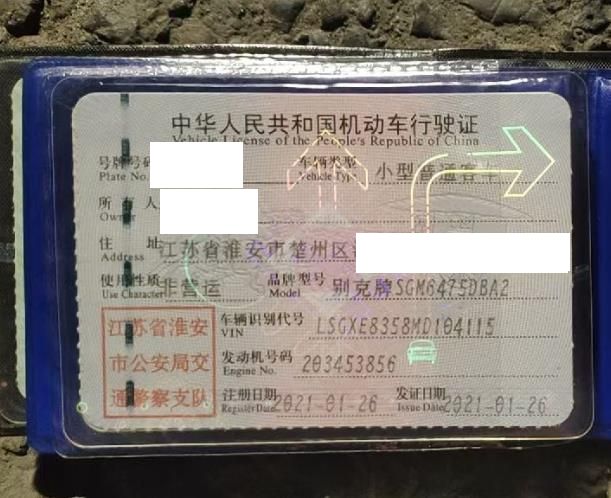 中华人民共和国机动车行驶证
Vehicle License of the People's Republic of China
号牌号码 车辆类型 小型普通客车
Plate No. Vehicle Type
所有人
Owner
住址 江苏省淮安市楚州区
Address
使用性质 非营运 品牌型号 别克牌SGM6475DBA2
Use Character Model
江苏省淮安市公安局交通警察支队
车辆识别代号 LSGXE8358MD104115
VIN
发动机号码 203453856
Engine No.
注册日期 2021-01-26 发证日期 2021-01-26
Register Date Issue Date